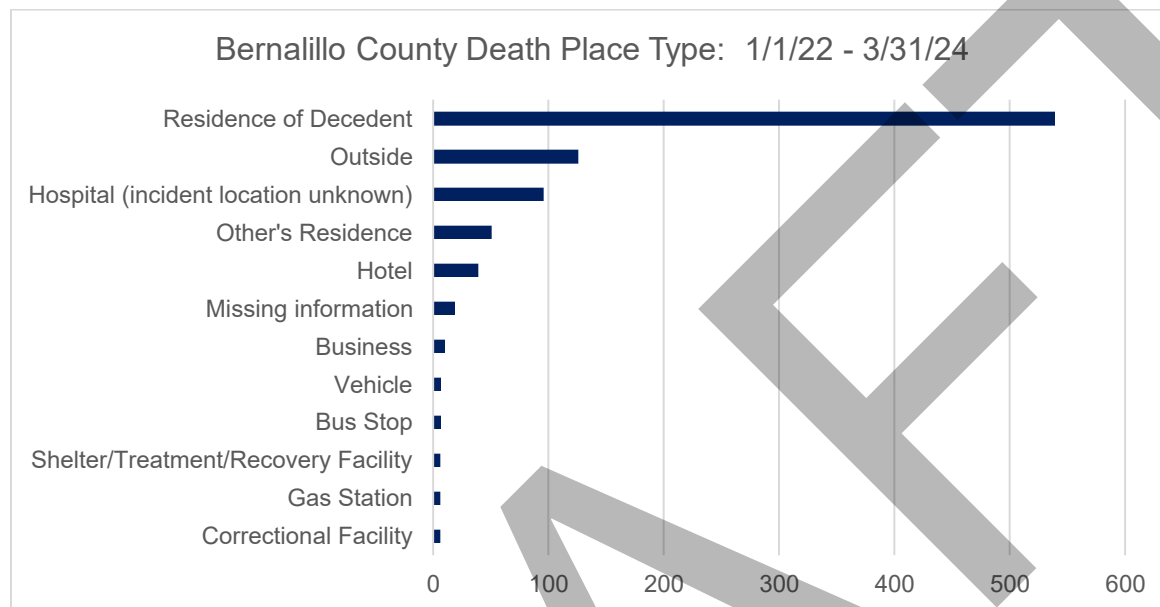 Bernalillo County Death Place Type:  1/1/22 - 3/31/24
Residence of Decedent
Outside
Hospital (incident location unknown)
Other's Residence
Hotel
Missing information
Business
Vehicle
Bus Stop
Shelter/Treatment/Recovery Facility
Gas Station
Correctional Facility
0 100 200 300 400 500 600